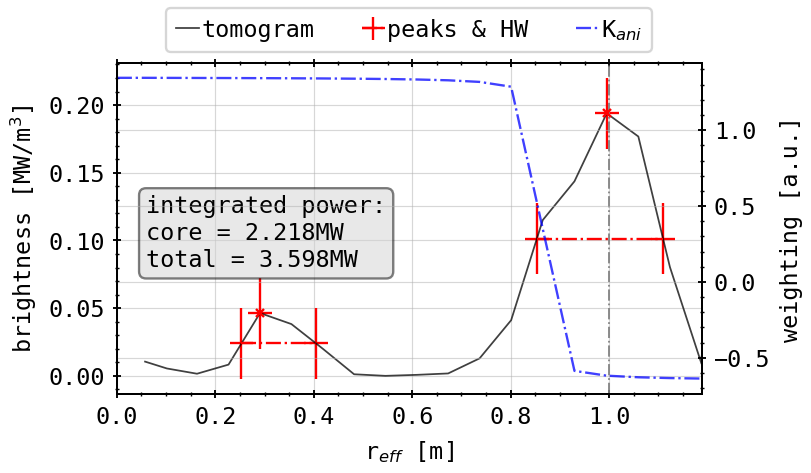 tomogram peaks & HW K_ani
brightness [MW/m³]
0.20
0.15
0.10
0.05
0.00
integrated power:
core = 2.218MW
total = 3.598MW
1.0
0.5
0.0
−0.5
weighting [a.u.]
0.0 0.2 0.4 0.6 0.8 1.0
r_eff [m]